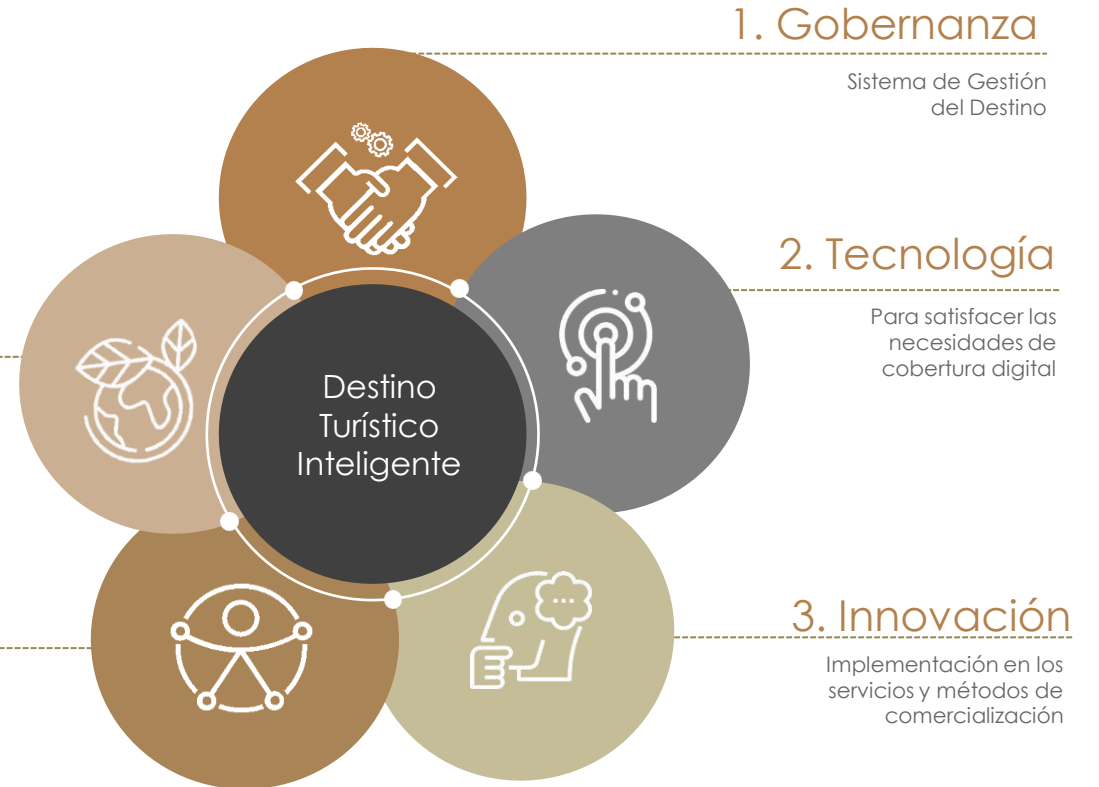 1. Gobernanza
Sistema de Gestión
del Destino
2. Tecnología
Para satisfacer las
necesidades de
cobertura digital
Destino
Turístico
Inteligente
3. Innovación
Implementación en los
servicios y métodos de
comercialización